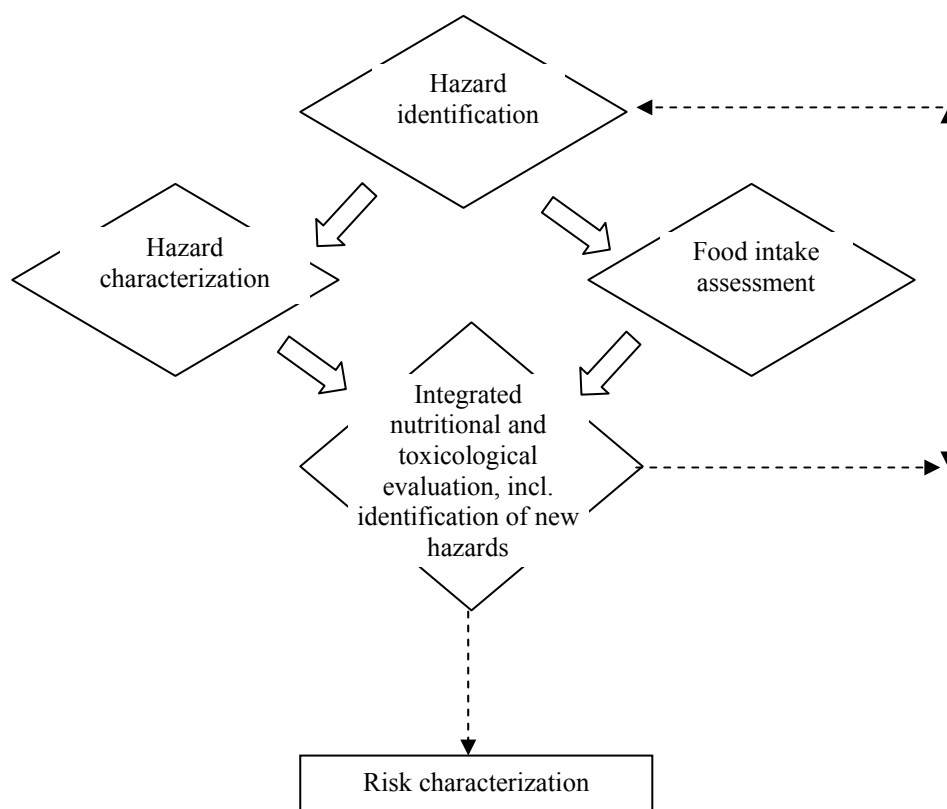 Hazard
identification
Hazard
characterization
Food intake
assessment
Integrated
nutritional and
toxicological
evaluation, incl.
identification of new
hazards
Risk characterization